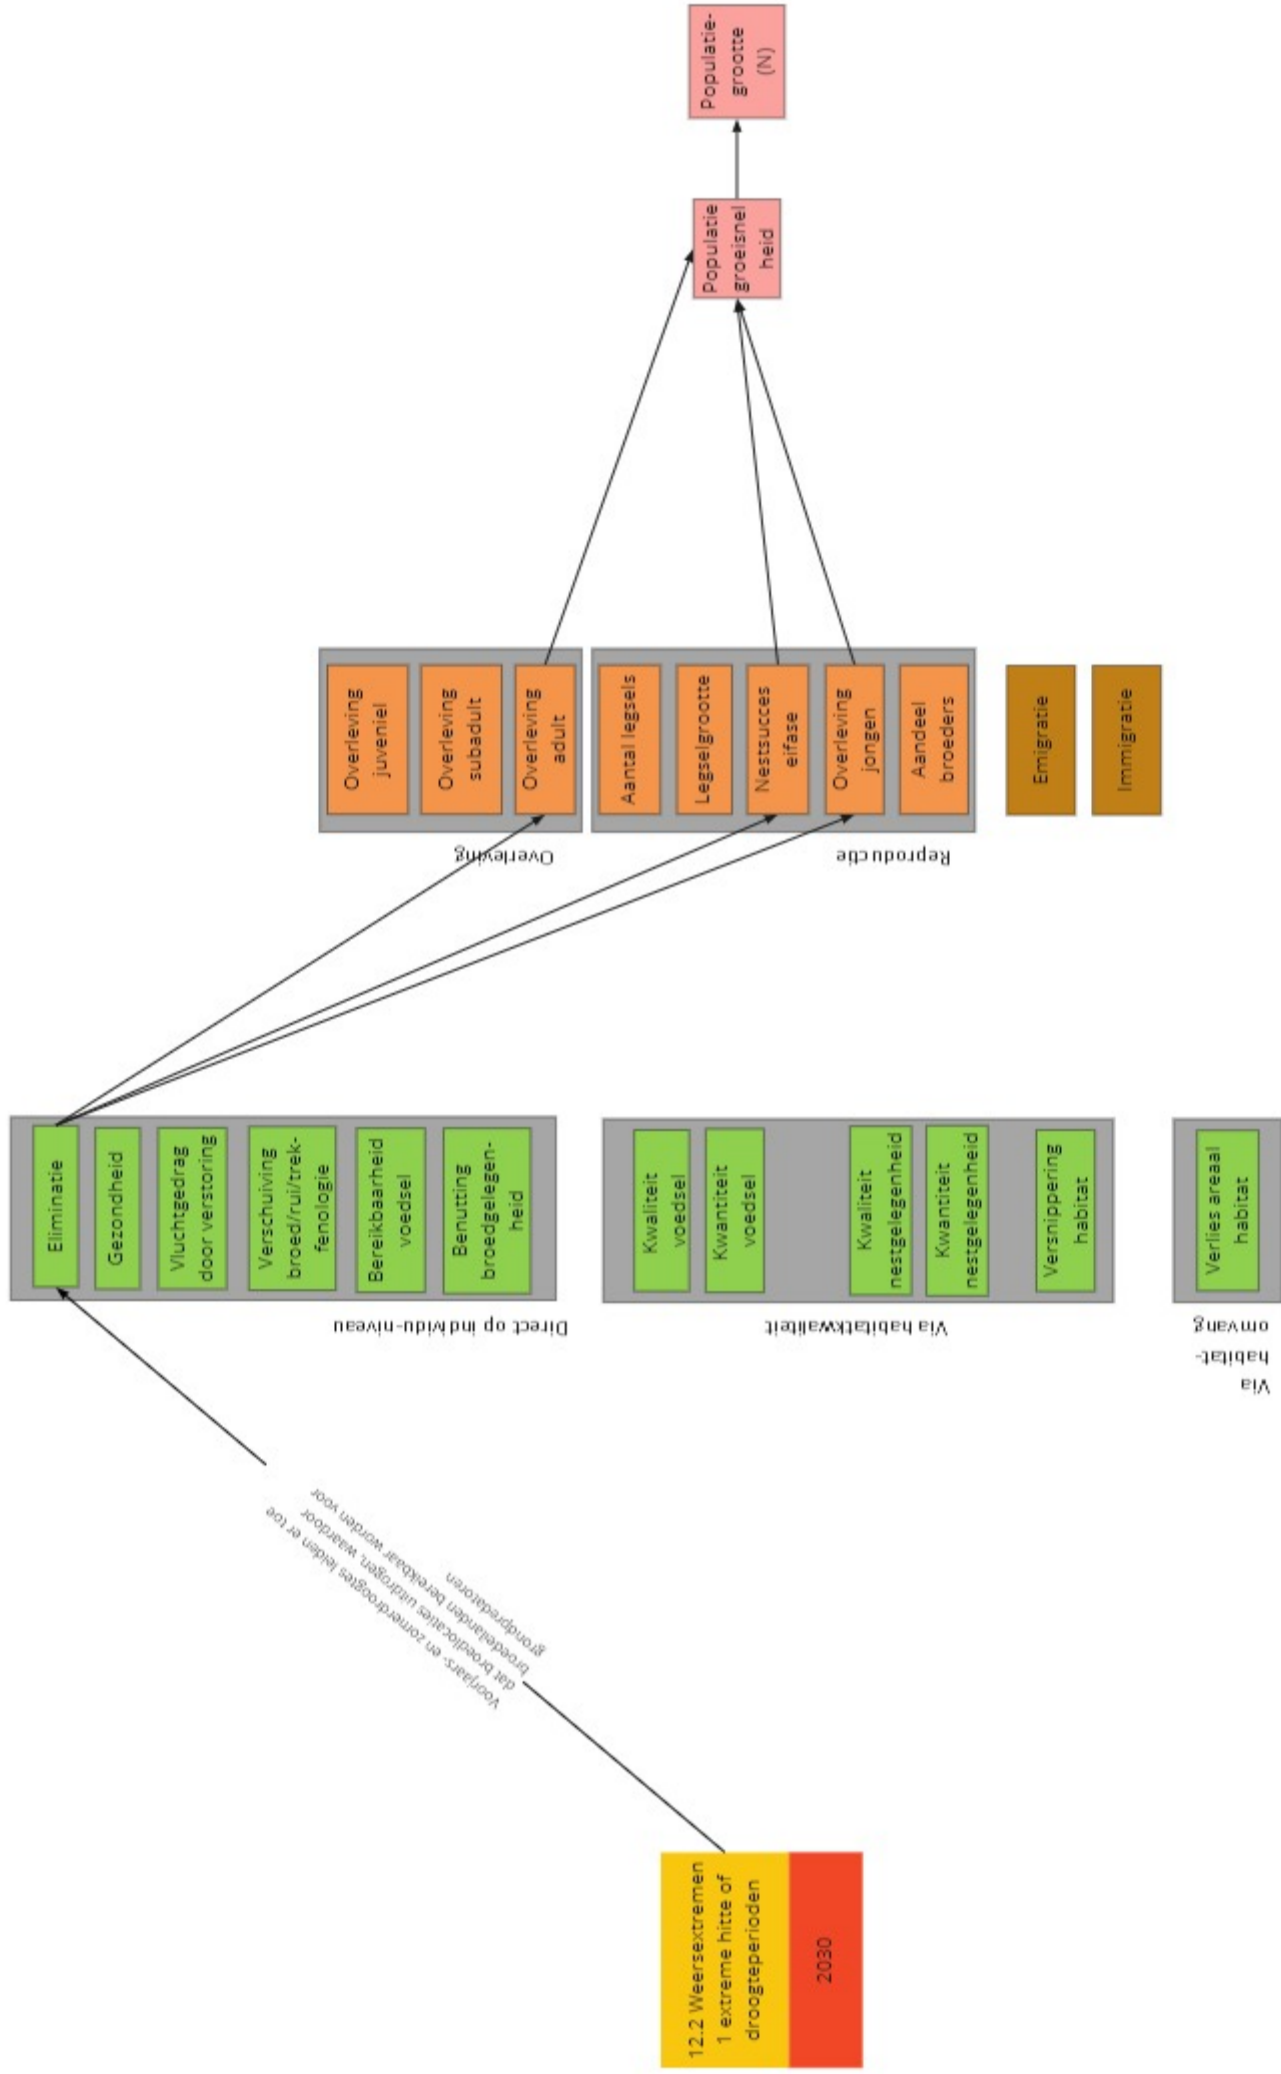 12.2 Weersextremen
1 extreme hitte of
droogteperioden
2030
Voorjaars- en zomerdroogtes leiden er toe
dat broedlocaties uitdrogen, waardoor
broedeilanden bereikbaar worden voor
grondpredatoren
Direct op individu-niveau
Eliminatie
Gezondheid
Vluchtgedrag
door verstoring
Verschuiving
broed/rui/trek-
fenologie
Bereikbaarheid
voedsel
Benutting
broedgelegen-
heid
Via habitatkwaliteit
Kwaliteit
voedsel
Kwantiteit
voedsel
Kwaliteit
nestgelegenheid
Kwantiteit
nestgelegenheid
Versnippering
habitat
Via
habitat-
omvang
Verlies areaal
habitat
Overleving
Overleving
juveniel
Overleving
subadult
Overleving
adult
Reproductie
Aantal legsels
Legselgrootte
Nestsucces
eifase
Overleving
jongen
Aandeel
broeders
Emigratie
Immigratie
Populatie
groeisnel
heid
Populatie-
grootte
(N)